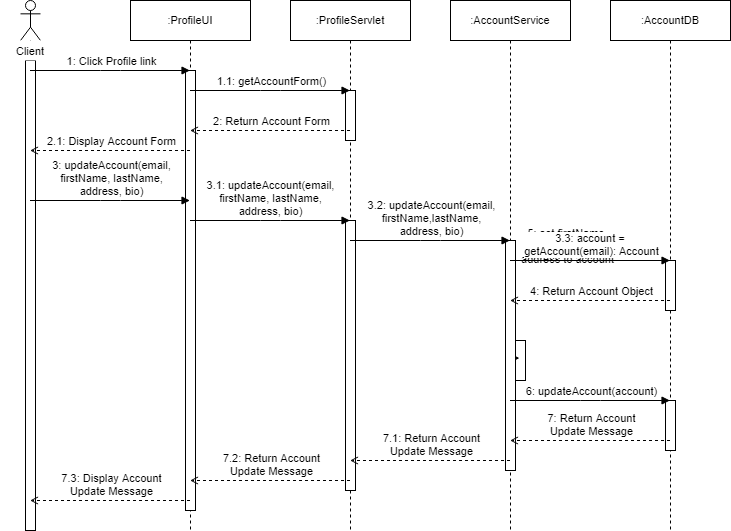 :ProfileUI
:ProfileServlet
:AccountService
:AccountDB
Client
1: Click Profile link
1.1: getAccountForm()
2: Return Account Form
2.1: Display Account Form
3: updateAccount(email,
firstName, lastName,
address, bio)
3.1: updateAccount(email,
firstName, lastName,
address, bio)
3.2: updateAccount(email,
firstName,lastName,
address, bio)
3.3: account =
getAccount(email): Account
address to account
4: Return Account Object
6: updateAccount(account)
7: Return Account
Update Message
7.1: Return Account
Update Message
7.2: Return Account
Update Message
7.3: Display Account
Update Message